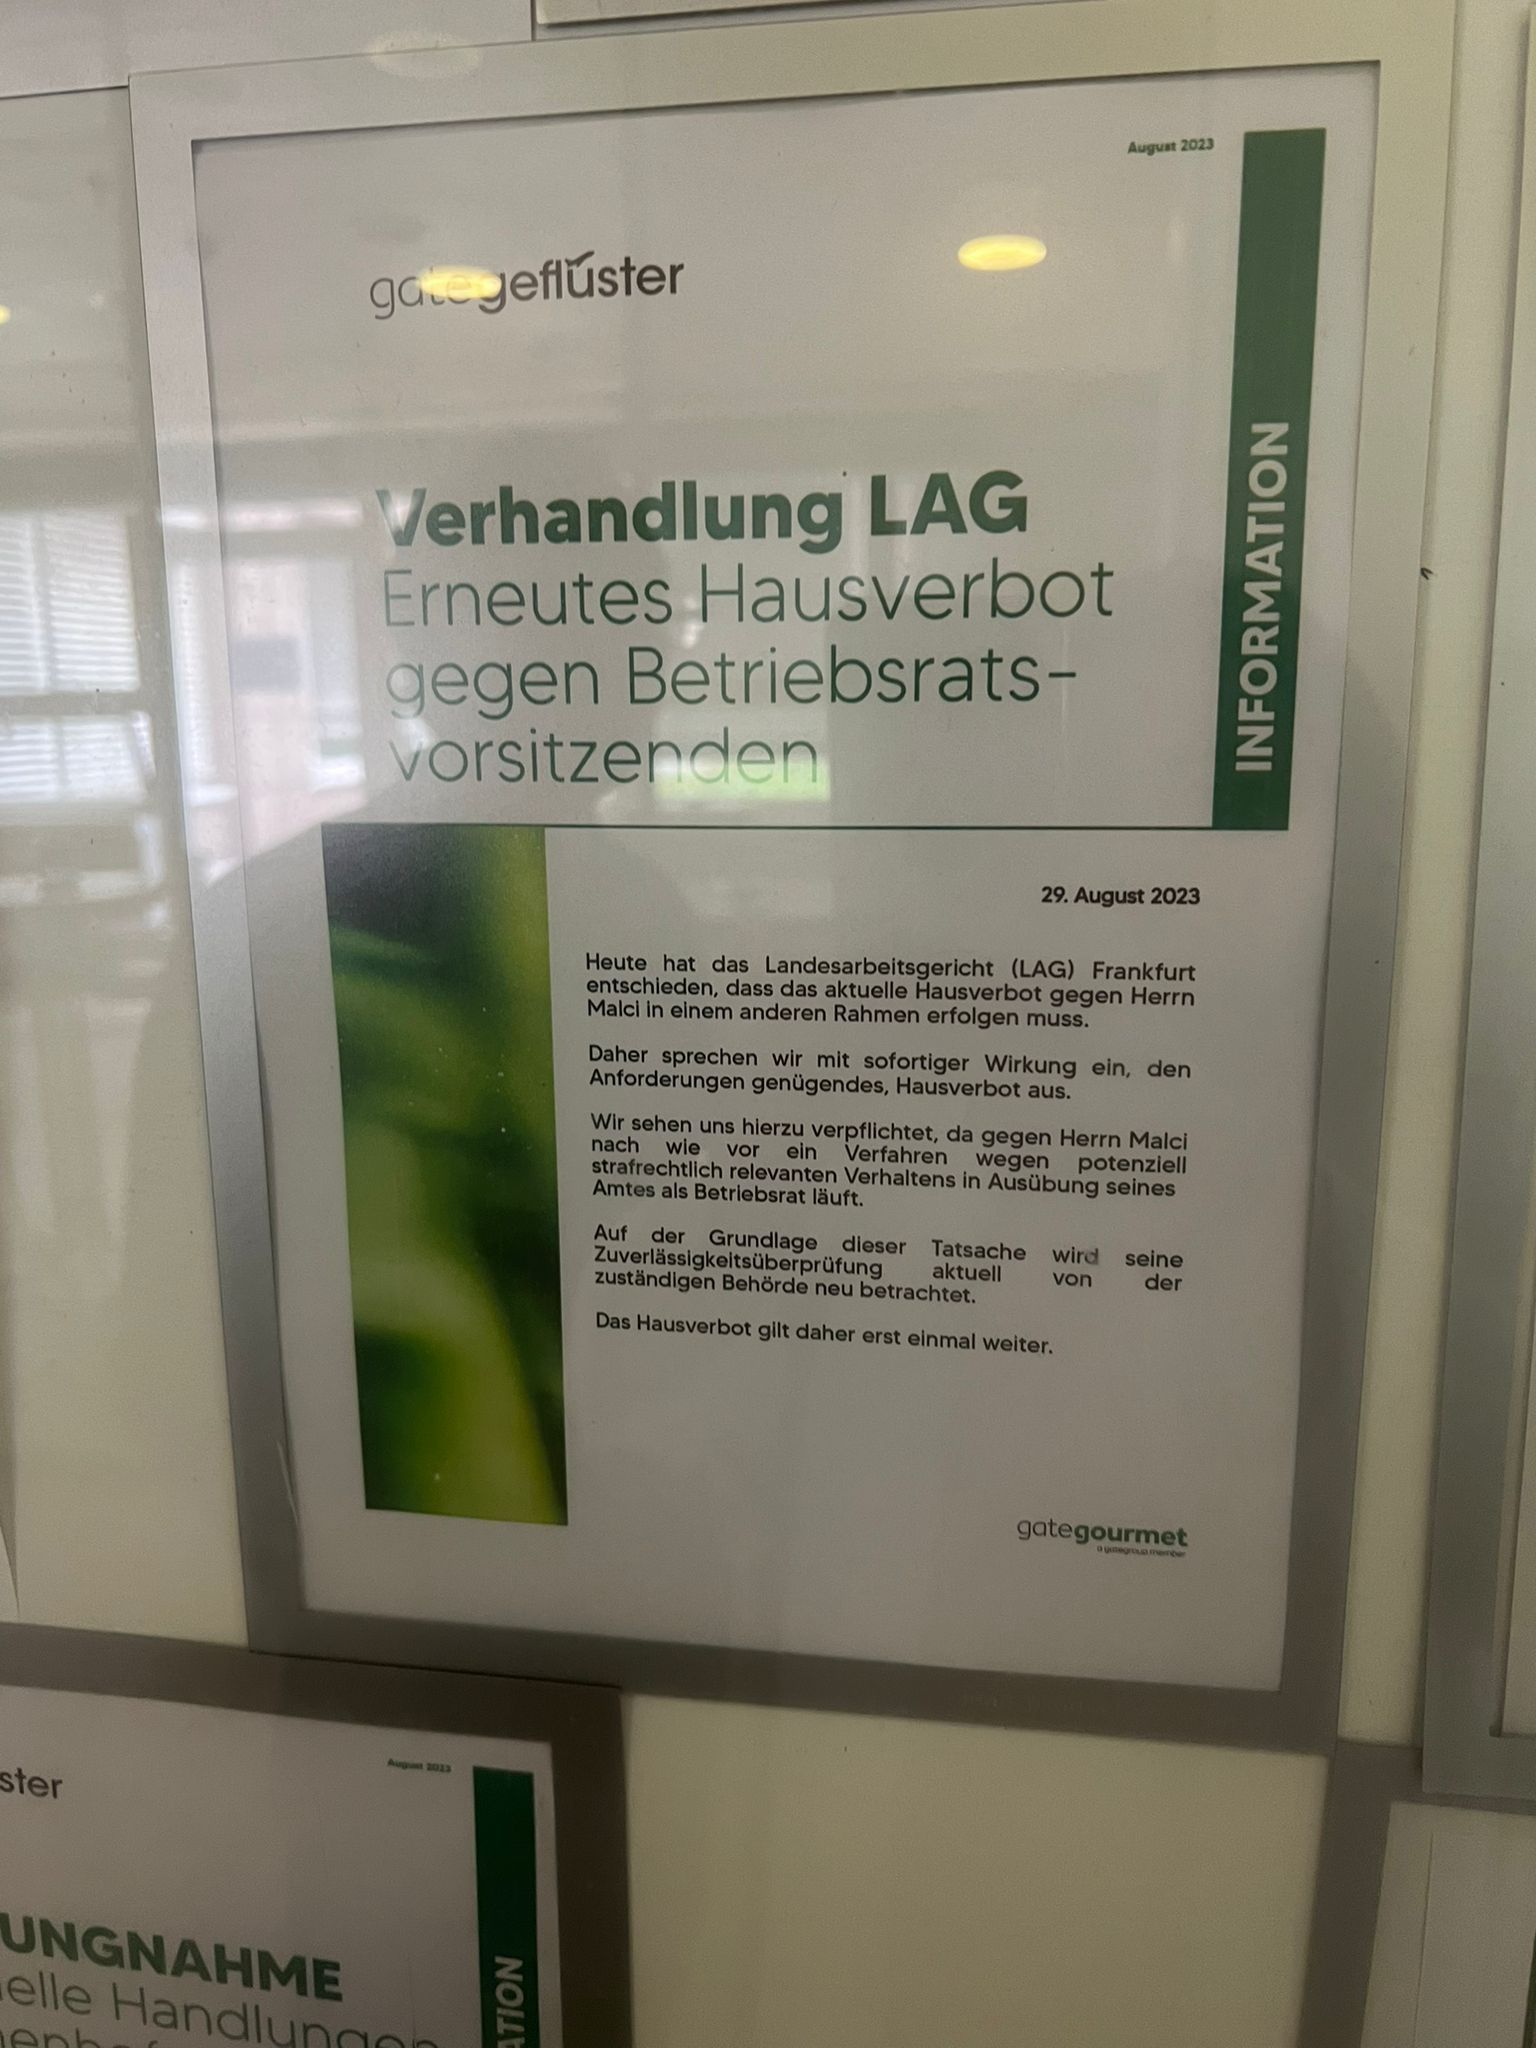 August 2023
gategeflüster
INFORMATION
Verhandlung LAG
Erneutes Hausverbot
gegen Betriebsrats-
vorsitzenden
29. August 2023
Heute hat das Landesarbeitsgericht (LAG) Frankfurt
entschieden, dass das aktuelle Hausverbot gegen Herrn
Malci in einem anderen Rahmen erfolgen muss.
Daher sprechen wir mit sofortiger Wirkung ein, den
Anforderungen genügendes, Hausverbot aus.
Wir sehen uns hierzu verpflichtet, da gegen Herrn Malci
nach wie vor ein Verfahren wegen potenziell
strafrechtlich relevanten Verhaltens in Ausübung seines
Amtes als Betriebsrat läuft.
Auf der Grundlage dieser Tatsache wird seine
Zuverlässigkeitsüberprüfung aktuell von der
zuständigen Behörde neu betrachtet.
Das Hausverbot gilt daher erst einmal weiter.
gategourmet
a gategroup member
August 2023
ster
UNGNAHME
elle Handlungen
ATION